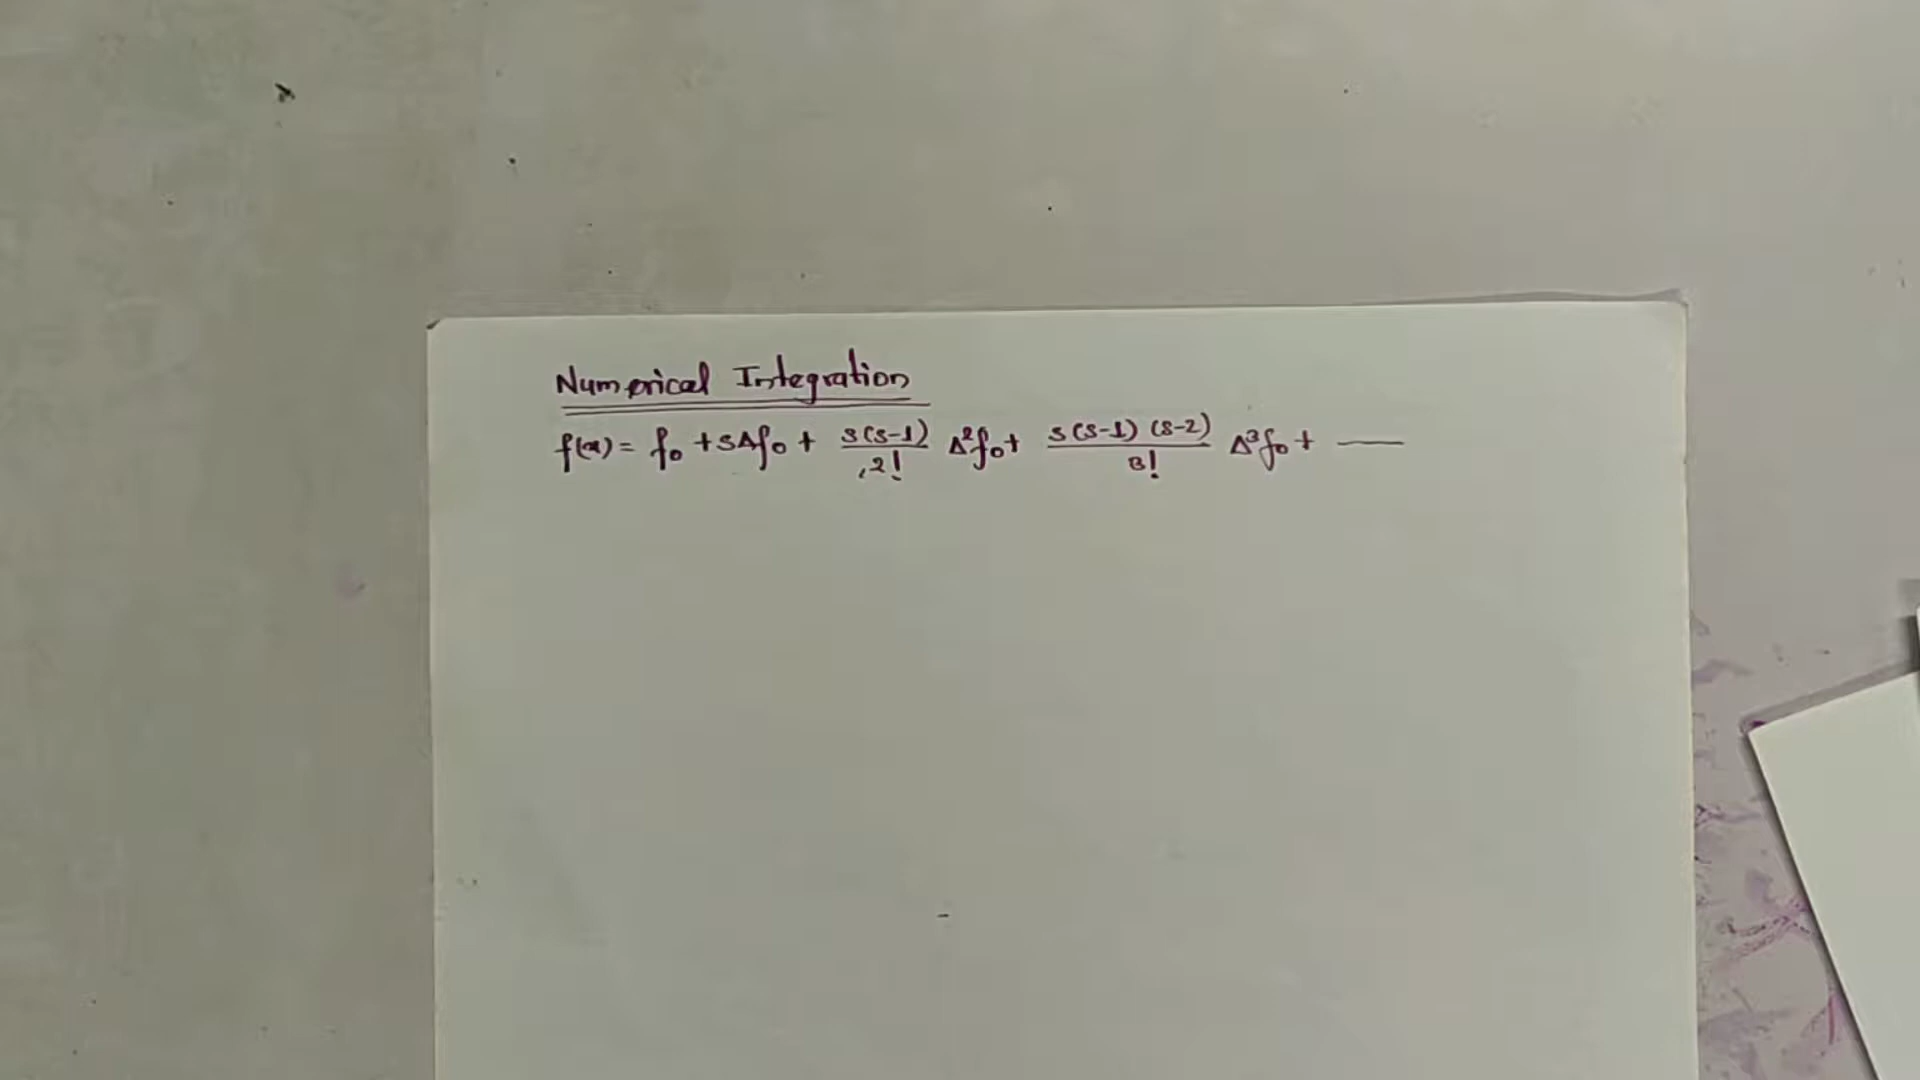 Numerical Integration
f(x) = f₀ + sΔf₀ + s(s-1)/2! Δ²f₀ + s(s-1)(s-2)/3! Δ³f₀ + ——